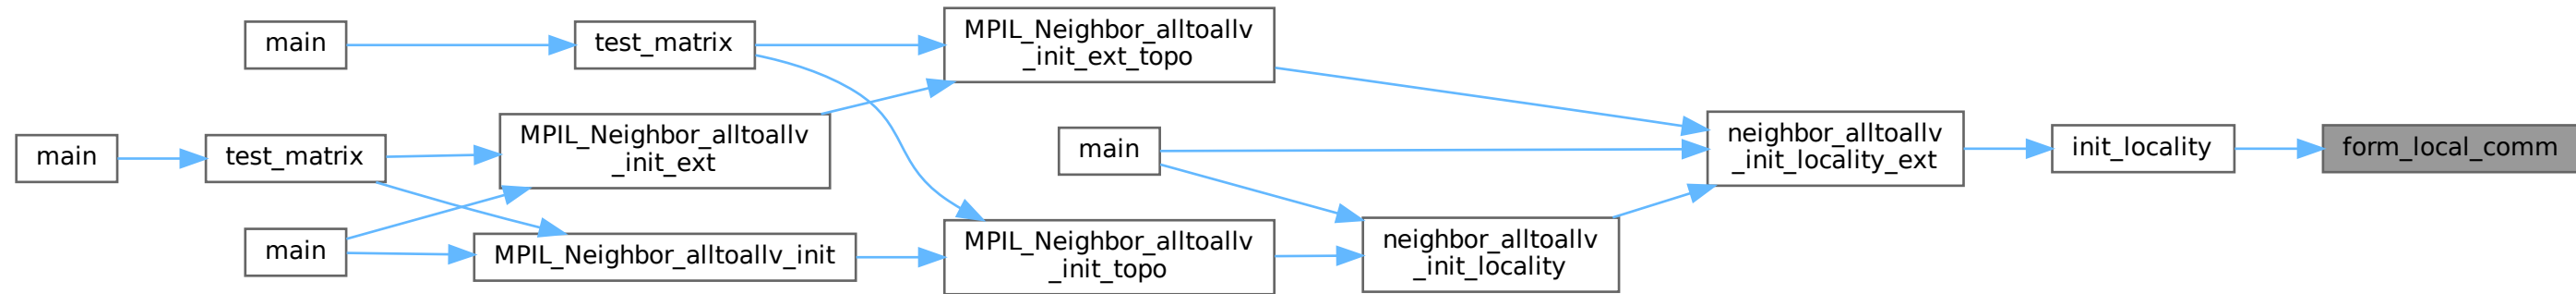 main
test_matrix
MPIL_Neighbor_alltoallv
_init_ext_topo
main
test_matrix
MPIL_Neighbor_alltoallv
_init_ext
main
neighbor_alltoallv
_init_locality_ext
init_locality
form_local_comm
main
MPIL_Neighbor_alltoallv_init
MPIL_Neighbor_alltoallv
_init_topo
neighbor_alltoallv
_init_locality